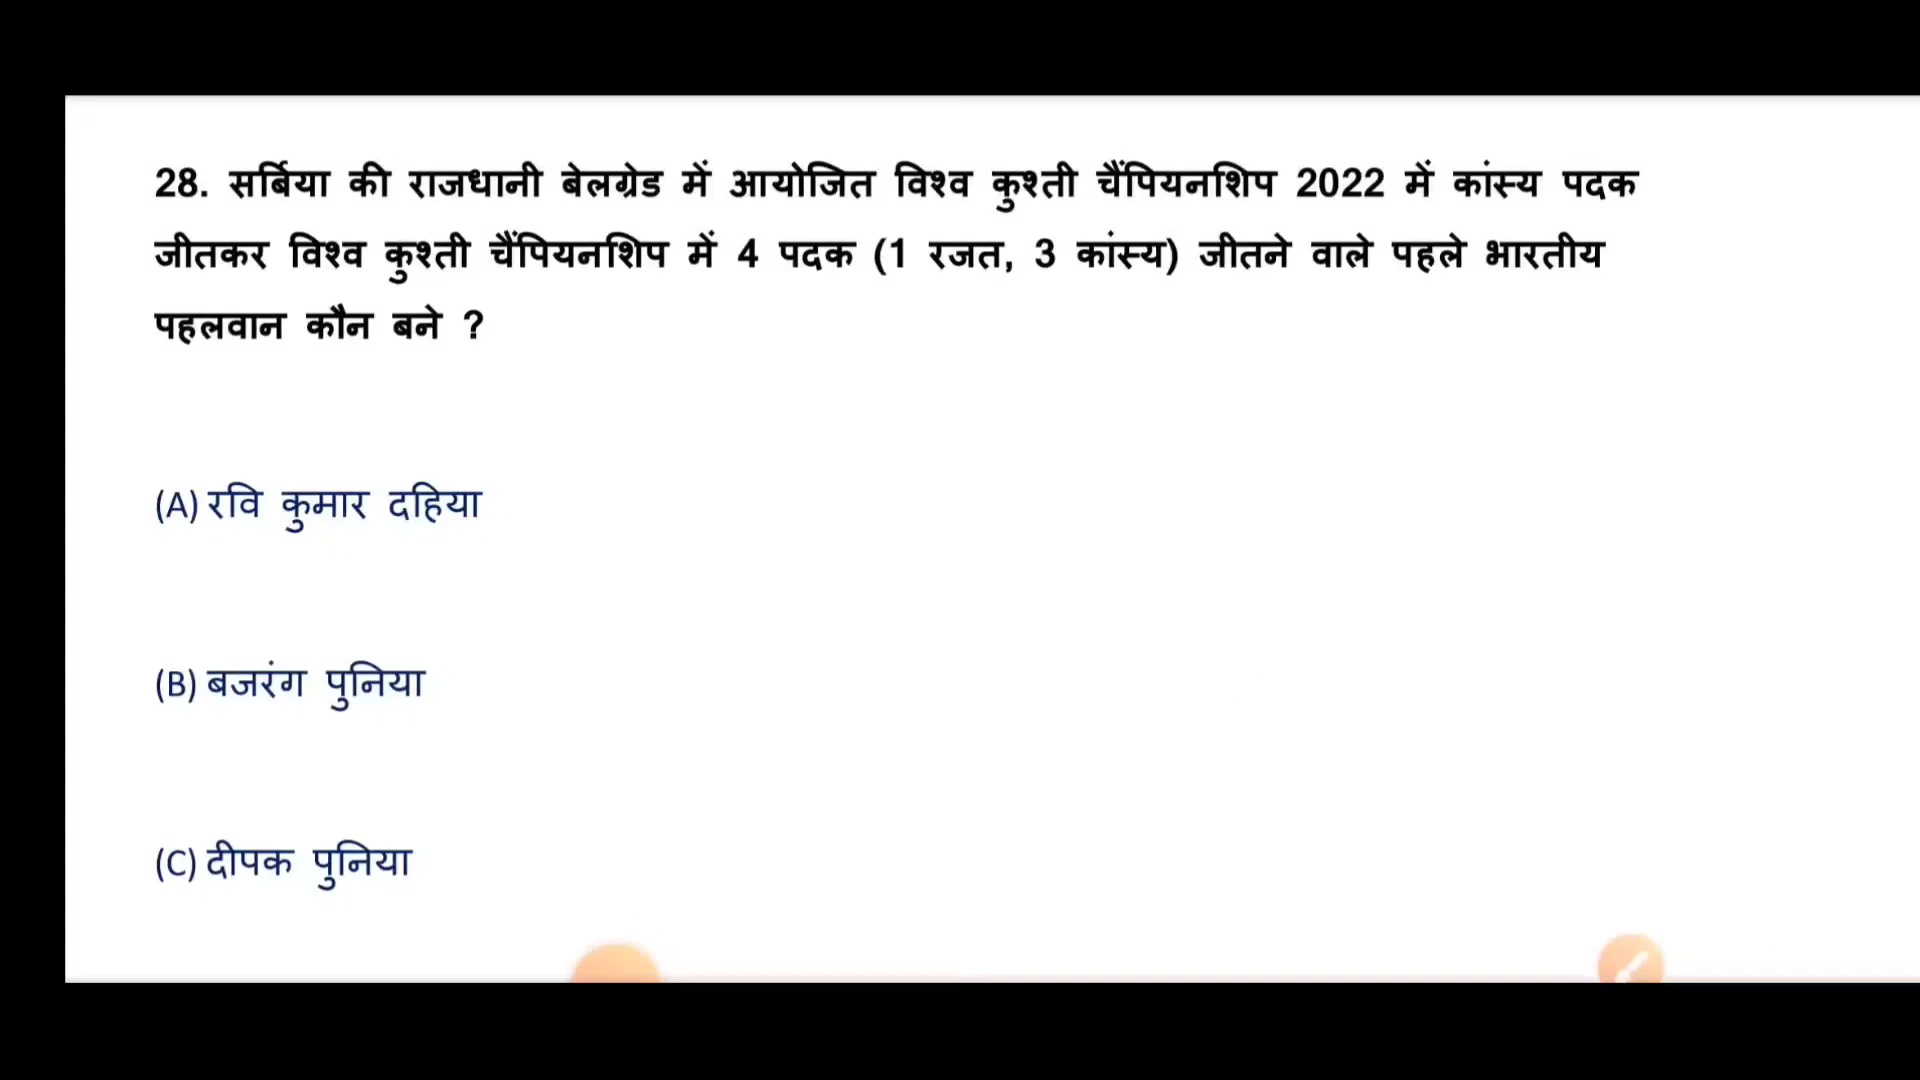 28. सर्बिया की राजधानी बेलग्रेड में आयोजित विश्व कुश्ती चैंपियनशिप 2022 में कांस्य पदक
जीतकर विश्व कुश्ती चैंपियनशिप में 4 पदक (1 रजत, 3 कांस्य) जीतने वाले पहले भारतीय
पहलवान कौन बने ?
(A) रवि कुमार दहिया
(B) बजरंग पुनिया
(C) दीपक पुनिया